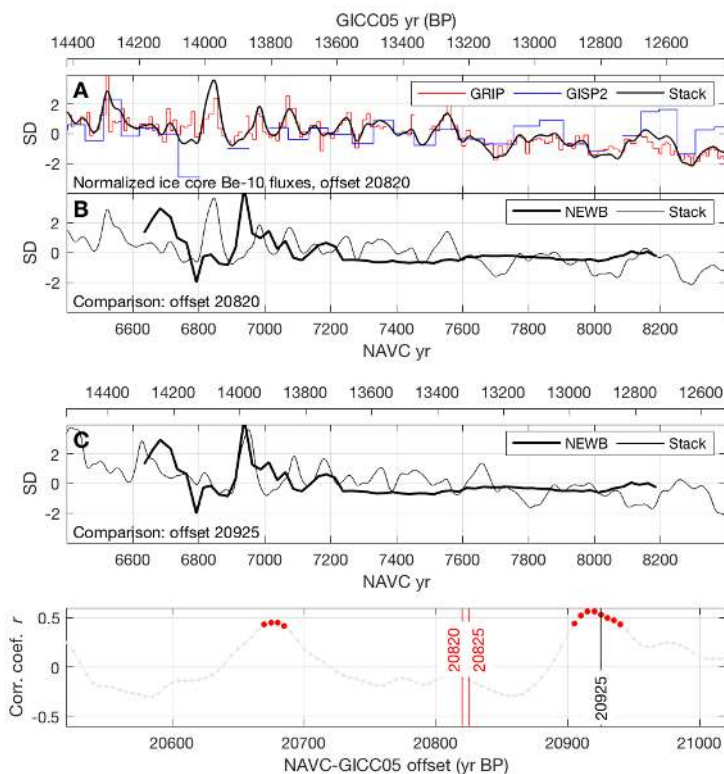 GICC05 yr (BP)
14400 14200 14000 13800 13600 13400 13200 13000 12800 12600
A
GRIP GISP2 Stack
2
0
-2
SD
Normalized ice core Be-10 fluxes, offset 20820
B
NEWB Stack
2
0
-2
SD
Comparison: offset 20820
6600 6800 7000 7200 7400 7600 7800 8000 8200
NAVC yr
14400 14200 14000 13800 13600 13400 13200 13000 12800 12600
C
NEWB Stack
2
0
-2
SD
Comparison: offset 20925
6600 6800 7000 7200 7400 7600 7800 8000 8200
NAVC yr
0.5
0
-0.5
Corr. coef. r
20820
20825
20925
20600 20700 20800 20900 21000
NAVC-GICC05 offset (yr BP)